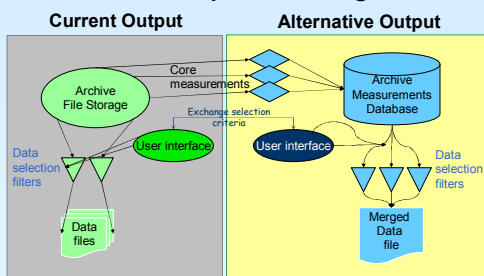 Current Output
Alternative Output
Archive
File Storage
Core
measurements
Archive
Measurements
Database
Exchange selection
criteria
User interface
User interface
Data
selection
filters
Data
selection
filters
Data
files
Merged
Data
file